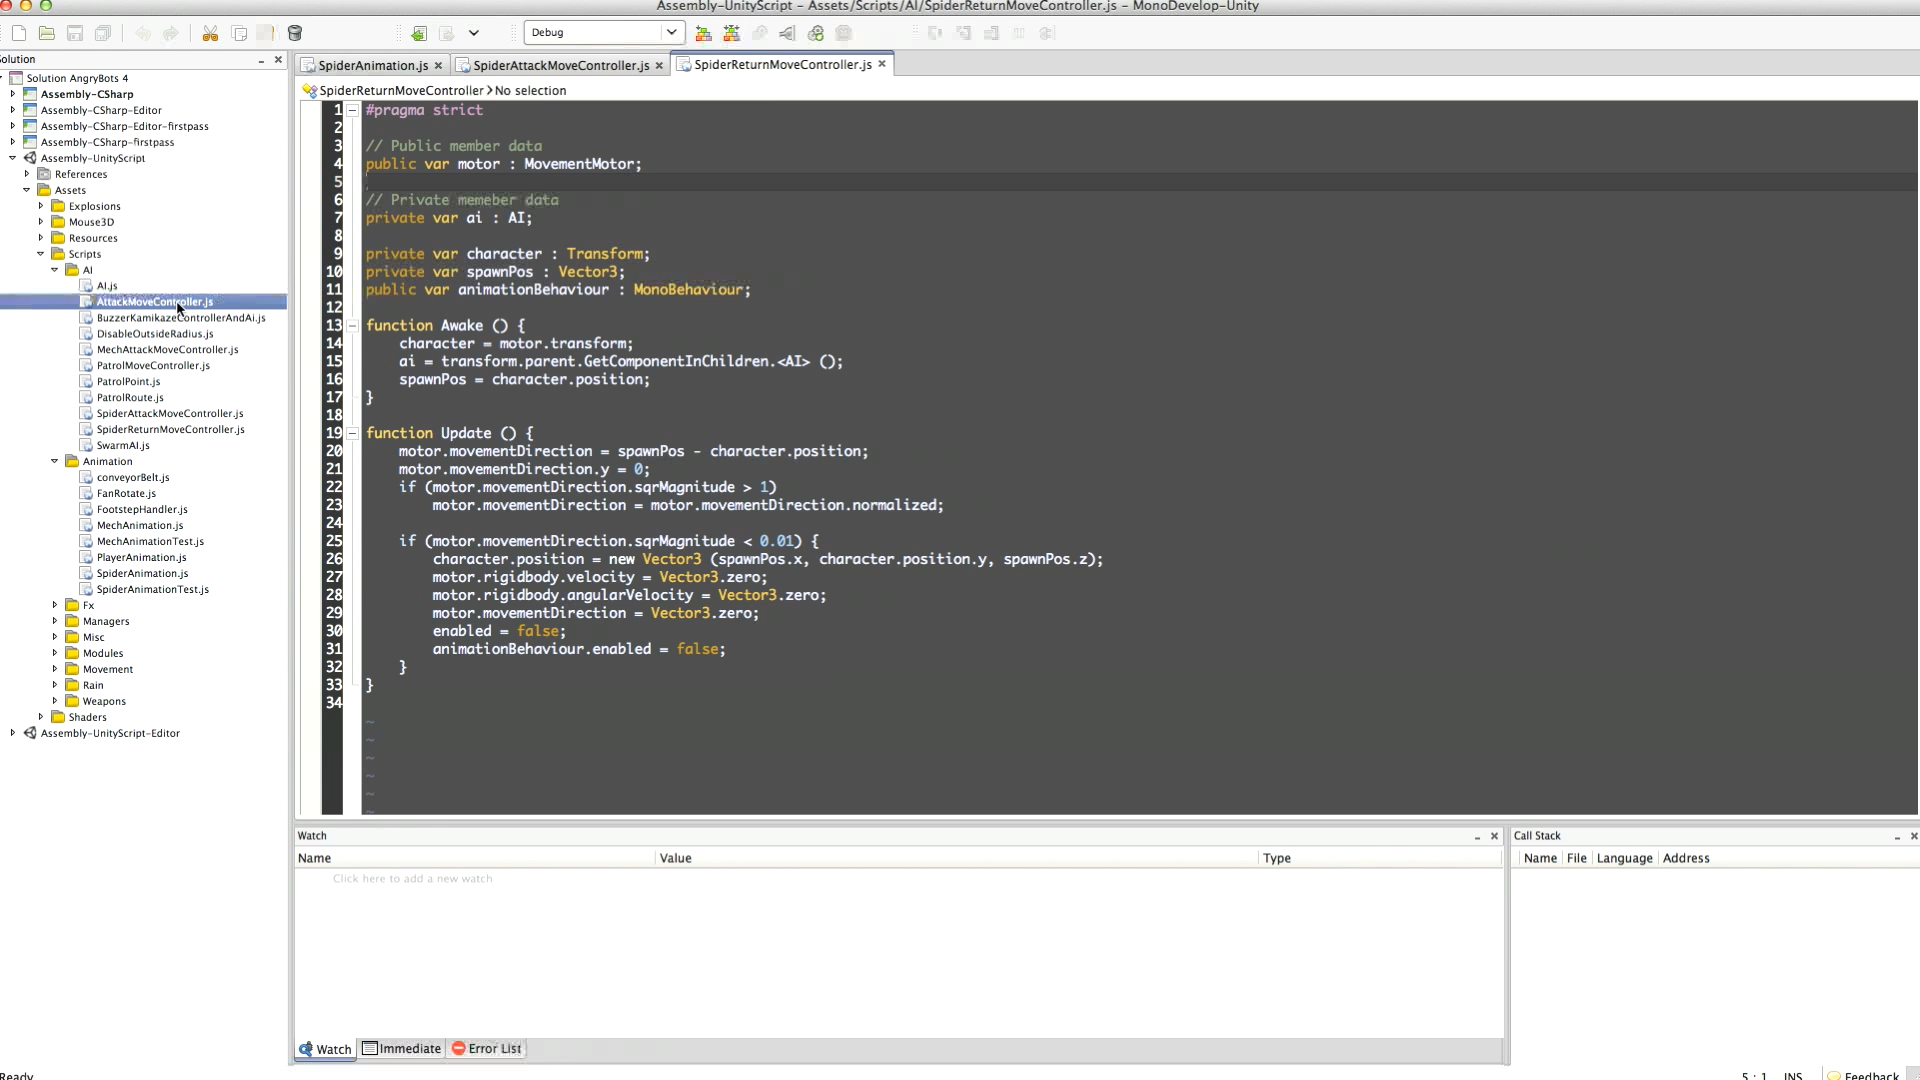 Assembly-UnityScript – Assets/Scripts/AI/SpiderReturnMoveController.js – MonoDevelop-Unity
Debug
Solution
SpiderAnimation.js
SpiderAttackMoveController.js
SpiderReturnMoveController.js
SpiderReturnMoveController
No selection
Solution AngryBots 4
Assembly-CSharp
Assembly-CSharp-Editor
Assembly-CSharp-Editor-firstpass
Assembly-CSharp-firstpass
Assembly-UnityScript
References
Assets
Explosions
Mouse3D
Resources
Scripts
AI
AI.js
AttackMoveController.js
BuzzerKamikazeControllerAndAi.js
DisableOutsideRadius.js
MechAttackMoveController.js
PatrolMoveController.js
PatrolPoint.js
PatrolRoute.js
SpiderAttackMoveController.js
SpiderReturnMoveController.js
SwarmAI.js
Animation
conveyorBelt.js
FanRotate.js
FootstepHandler.js
MechAnimation.js
MechAnimationTest.js
PlayerAnimation.js
SpiderAnimation.js
SpiderAnimationTest.js
Fx
Managers
Misc
Modules
Movement
Rain
Weapons
Shaders
Assembly-UnityScript-Editor
1 #pragma strict
2
3 // Public member data
4 public var motor : MovementMotor;
5
6 // Private memeber data
7 private var ai : AI;
8
9 private var character : Transform;
10 private var spawnPos : Vector3;
11 public var animationBehaviour : MonoBehaviour;
12
13 function Awake () {
14 character = motor.transform;
15 ai = transform.parent.GetComponentInChildren.<AI> ();
16 spawnPos = character.position;
17 }
18
19 function Update () {
20 motor.movementDirection = spawnPos - character.position;
21 motor.movementDirection.y = 0;
22 if (motor.movementDirection.sqrMagnitude > 1)
23 motor.movementDirection = motor.movementDirection.normalized;
24
25 if (motor.movementDirection.sqrMagnitude < 0.01) {
26 character.position = new Vector3 (spawnPos.x, character.position.y, spawnPos.z);
27 motor.rigidbody.velocity = Vector3.zero;
28 motor.rigidbody.angularVelocity = Vector3.zero;
29 motor.movementDirection = Vector3.zero;
30 enabled = false;
31 animationBehaviour.enabled = false;
32 }
33 }
34
~
~
~
~
~
~
Watch
Name Value Type
Click here to add a new watch
Call Stack
Name File Language Address
Watch Immediate Error List
Ready
5 : 1 INS Feedback